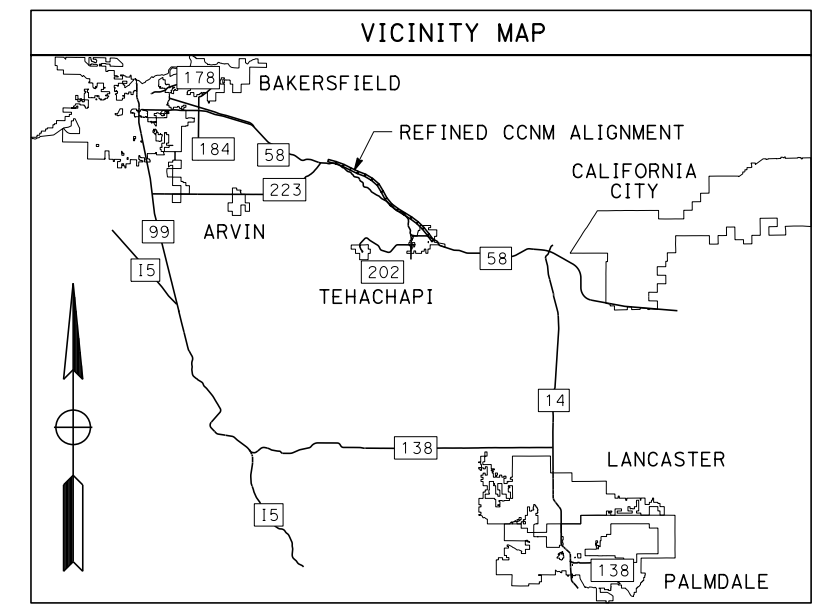 VICINITY MAP
178
BAKERSFIELD
184
58
REFINED CCNM ALIGNMENT
CALIFORNIA
CITY
223
ARVIN
99
I5
202
58
TEHACHAPI
14
138
LANCASTER
I5
138
PALMDALE